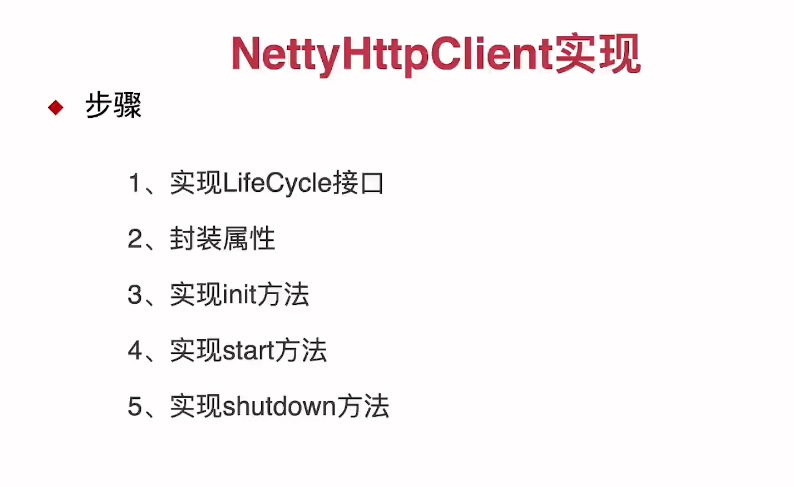 NettyHttpClient实现
步骤
1、实现LifeCycle接口
2、封装属性
3、实现init方法
4、实现start方法
5、实现shutdown方法